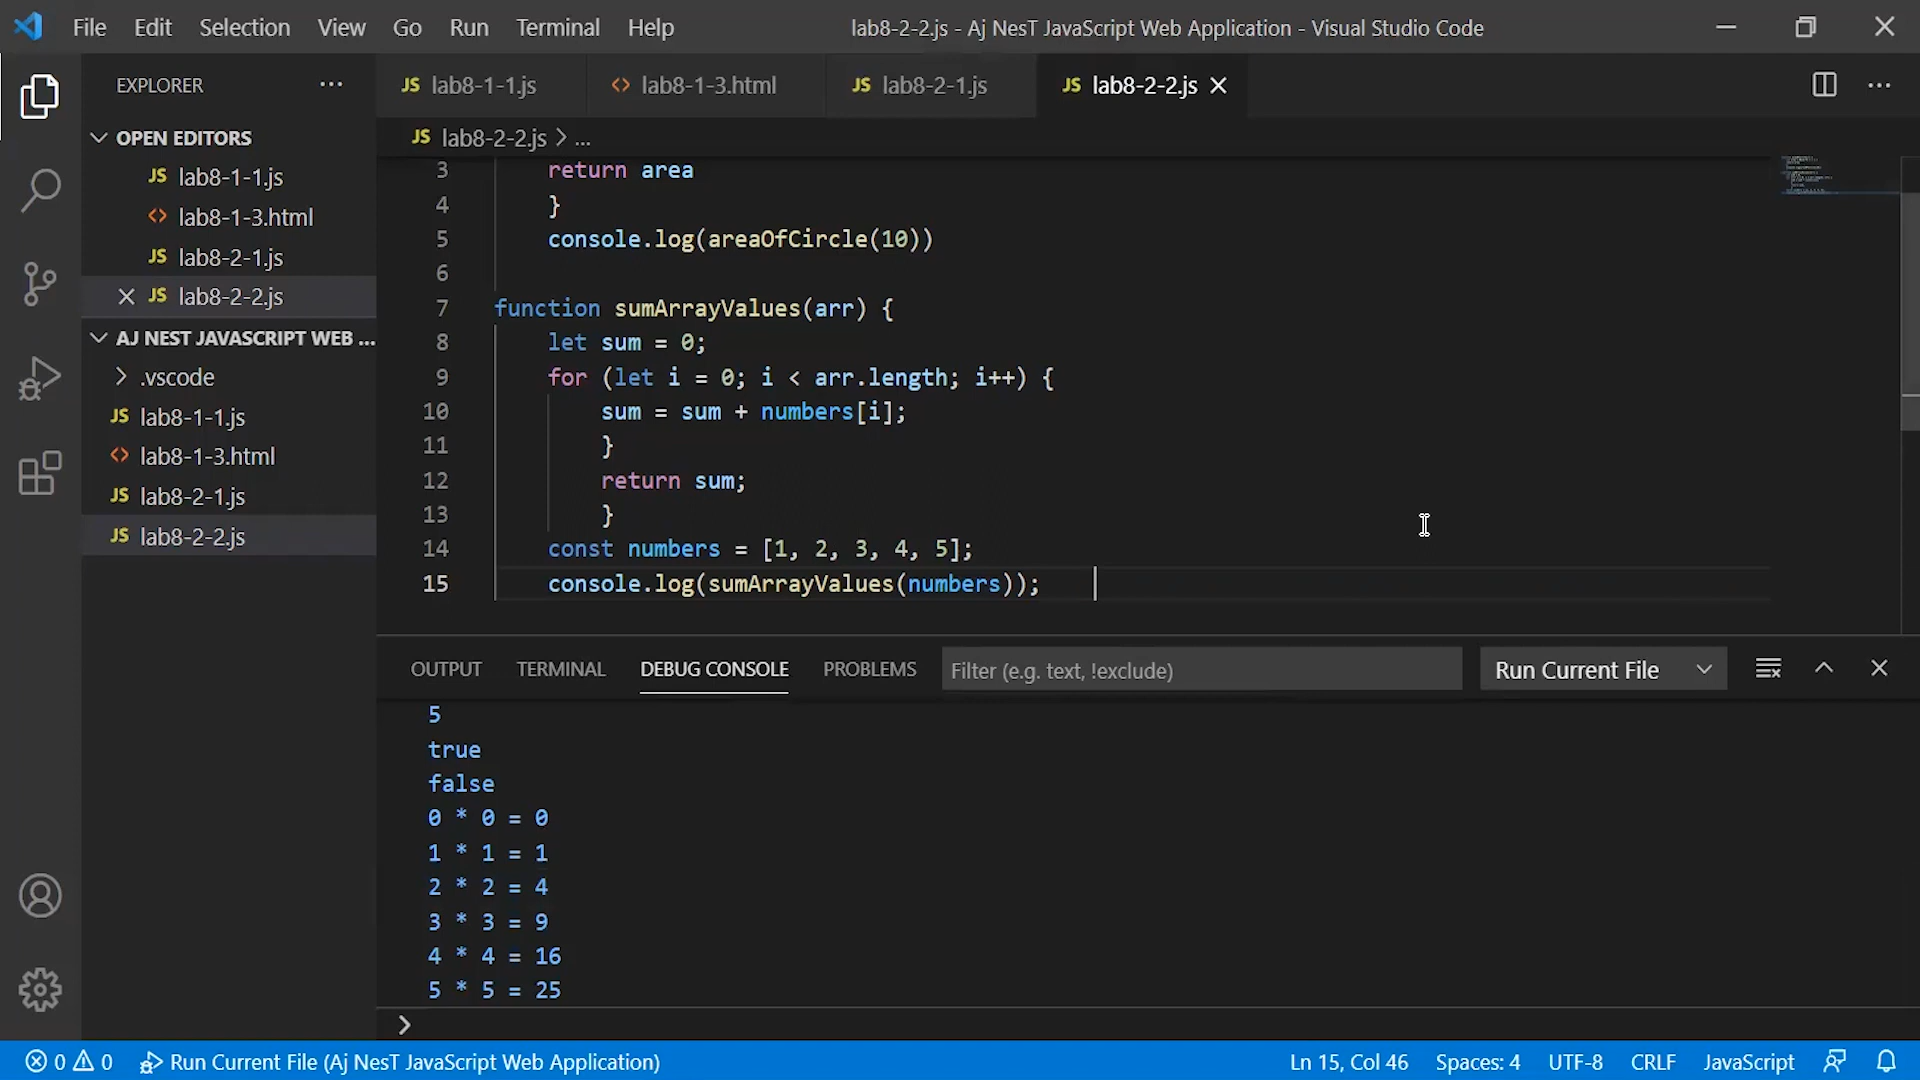 File Edit Selection View Go Run Terminal Help lab8-2-2.js - Aj NesT JavaScript Web Application - Visual Studio Code
EXPLORER
JS lab8-1-1.js <> lab8-1-3.html JS lab8-2-1.js JS lab8-2-2.js
OPEN EDITORS
JS lab8-1-1.js
<> lab8-1-3.html
JS lab8-2-1.js
JS lab8-2-2.js
AJ NEST JAVASCRIPT WEB ...
> .vscode
JS lab8-1-1.js
<> lab8-1-3.html
JS lab8-2-1.js
JS lab8-2-2.js
JS lab8-2-2.js > ...
3 return area
4 }
5 console.log(areaOfCircle(10))
6
7 function sumArrayValues(arr) {
8 let sum = 0;
9 for (let i = 0; i < arr.length; i++) {
10 sum = sum + numbers[i];
11 }
12 return sum;
13 }
14 const numbers = [1, 2, 3, 4, 5];
15 console.log(sumArrayValues(numbers));
OUTPUT TERMINAL DEBUG CONSOLE PROBLEMS Filter (e.g. text, !exclude) Run Current File
5
true
false
0 * 0 = 0
1 * 1 = 1
2 * 2 = 4
3 * 3 = 9
4 * 4 = 16
5 * 5 = 25
>
0 0 Run Current File (Aj NesT JavaScript Web Application) Ln 15, Col 46 Spaces: 4 UTF-8 CRLF JavaScript